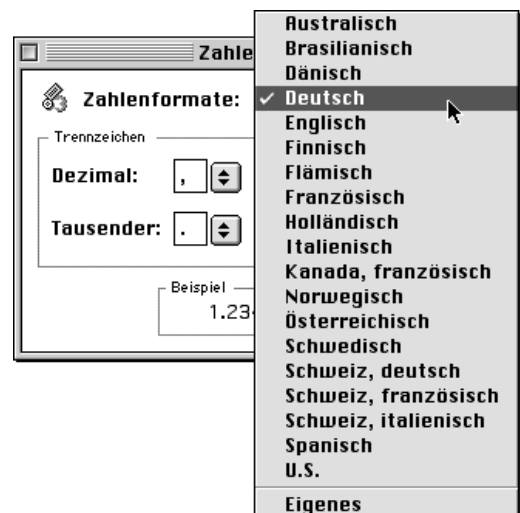 Zahle
Zahlenformate:
Trennzeichen
Dezimal: ,
Tausender: .
Beispiel
1.23
Australisch
Brasilianisch
Dänisch
✓ Deutsch
Englisch
Finnisch
Flämisch
Französisch
Holländisch
Italienisch
Kanada, französisch
Norwegisch
Österreichisch
Schwedisch
Schweiz, deutsch
Schweiz, französisch
Schweiz, italienisch
Spanisch
U.S.
Eigenes